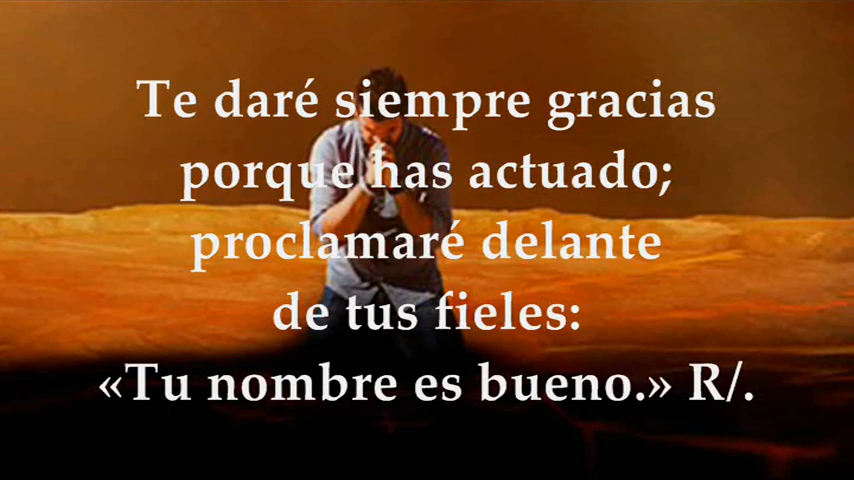 Te daré siempre gracias
porque has actuado;
proclamaré delante
de tus fieles:
«Tu nombre es bueno.» R/.